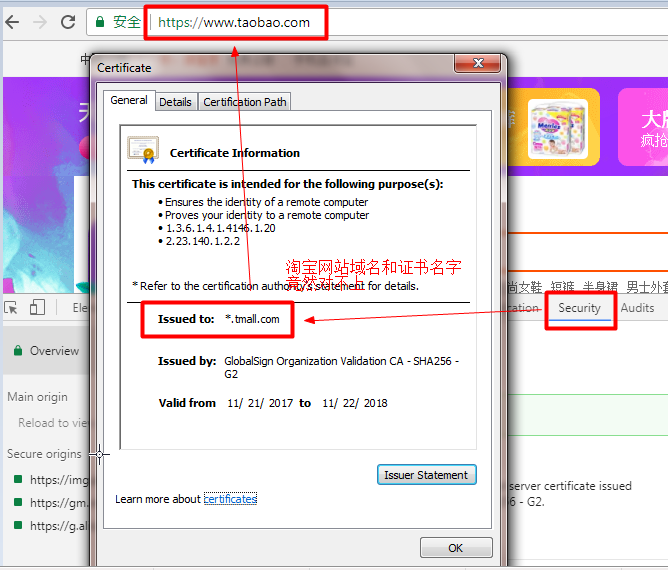 安全 https://www.taobao.com
Certificate
General Details Certification Path
大牌
疯抢
Certificate Information
This certificate is intended for the following purpose(s):
• Ensures the identity of a remote computer
• Proves your identity to a remote computer
• 1.3.6.1.4.1.4146.1.20
• 2.23.140.1.2.2
淘宝网站域名和证书名字
竟然对不上
* Refer to the certification authority's statement for details.
尚女鞋 短裤 半身裙 男士外套
Security Audits
Issued to: *.tmall.com
Overview
Issued by: GlobalSign Organization Validation CA - SHA256 -
G2
Main origin
Valid from 11/ 21/ 2017 to 11/ 22/ 2018
Reload to view
Secure origins
https://img
https://gm.
https://g.al
Issuer Statement
server certificate issued
6 - G2.
Learn more about certificates
OK